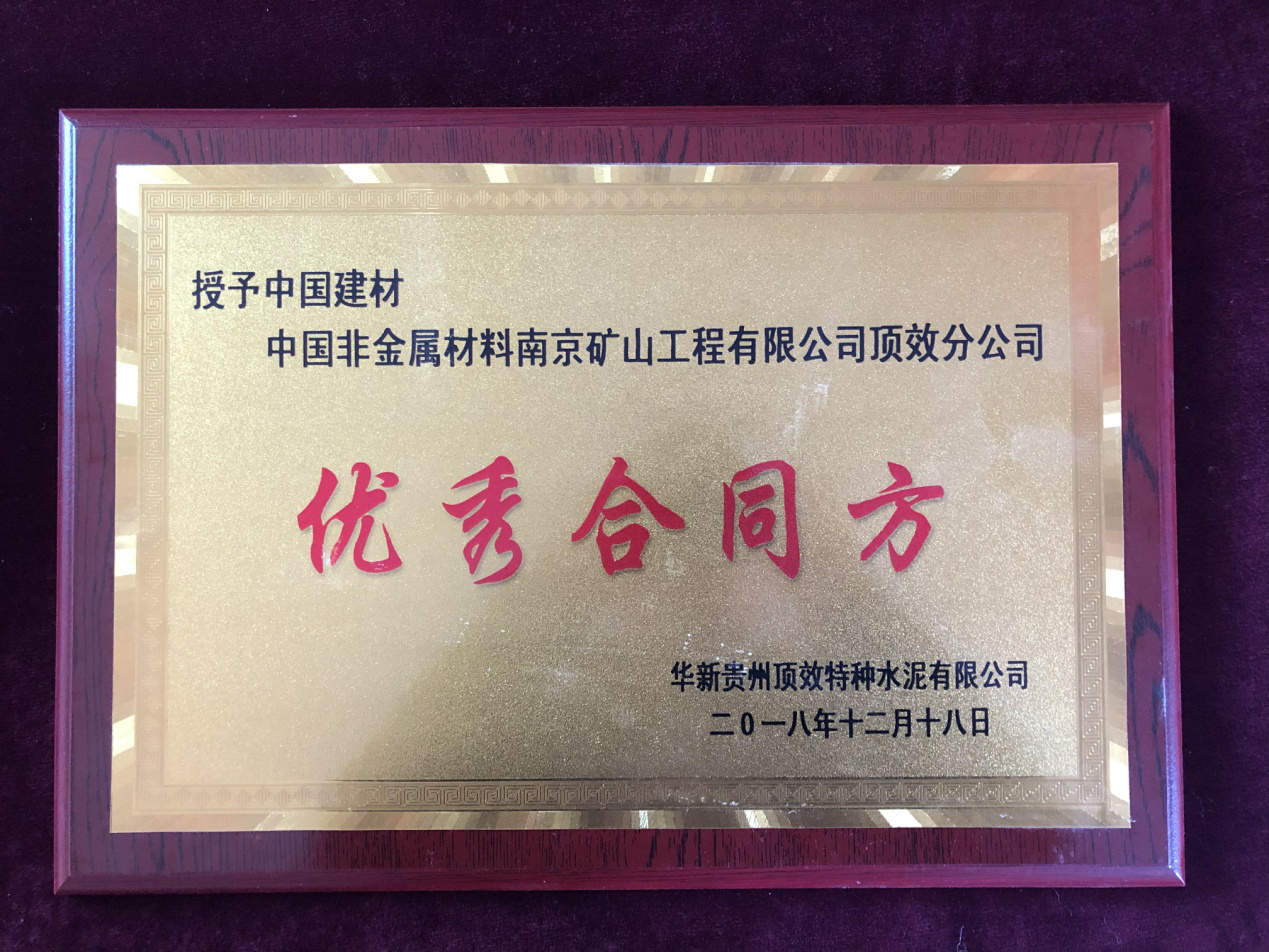 授予中国建材
中国非金属材料南京矿山工程有限公司顶效分公司
优秀合同方
华新贵州顶效特种水泥有限公司
二0一八年十二月十八日